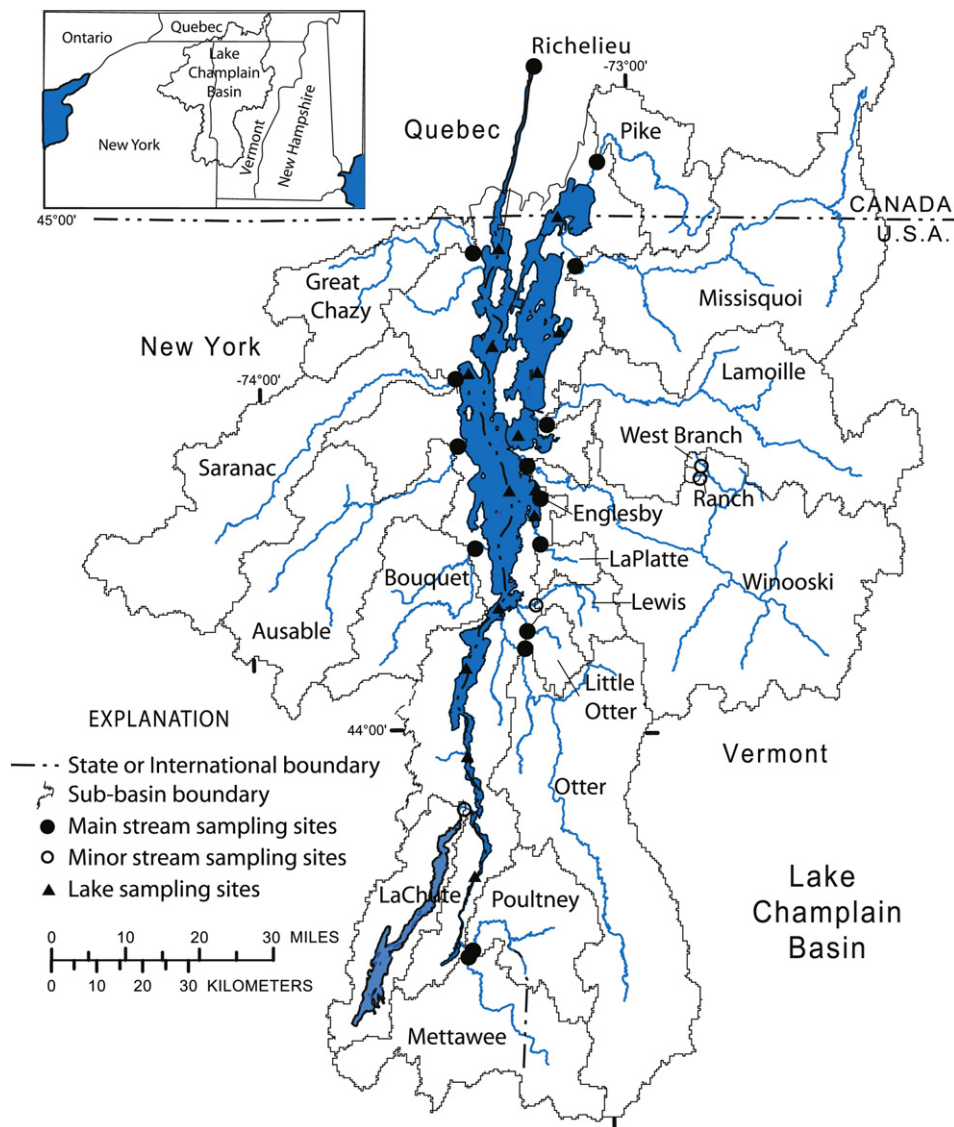 Ontario
Quebec
Lake
Champlain
Basin
New York
Vermont
New Hampshire
Richelieu
-73°00'
Quebec
Pike
45°00'
CANADA
U.S.A.
Great
Chazy
Missisquoi
New York
-74°00'
Lamoille
West Branch
Saranac
Ranch
Englesby
LaPlatte
Bouquet
Winooski
Lewis
Ausable
Little
Otter
EXPLANATION
44°00'
Vermont
State or International boundary
Sub-basin boundary
Otter
Main stream sampling sites
Minor stream sampling sites
Lake sampling sites
LaChute
Poultney
Lake
Champlain
Basin
0 10 20 30 MILES
0 10 20 30 KILOMETERS
Mettawee